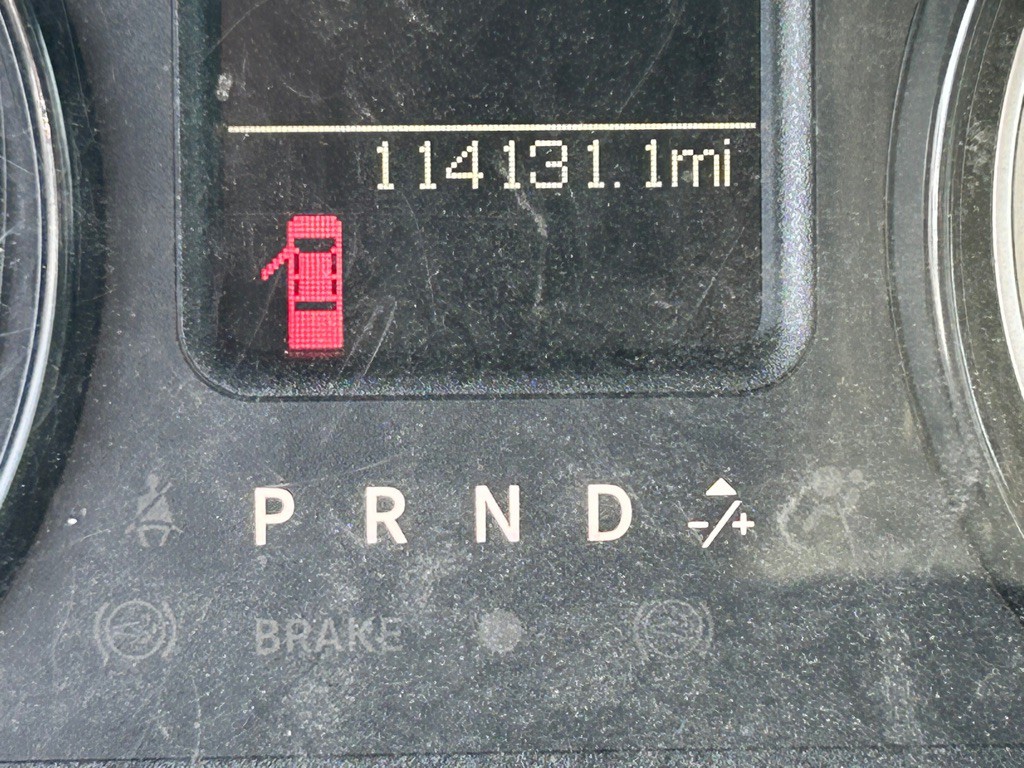 114131.1mi
P R N D -/+
BRAKE